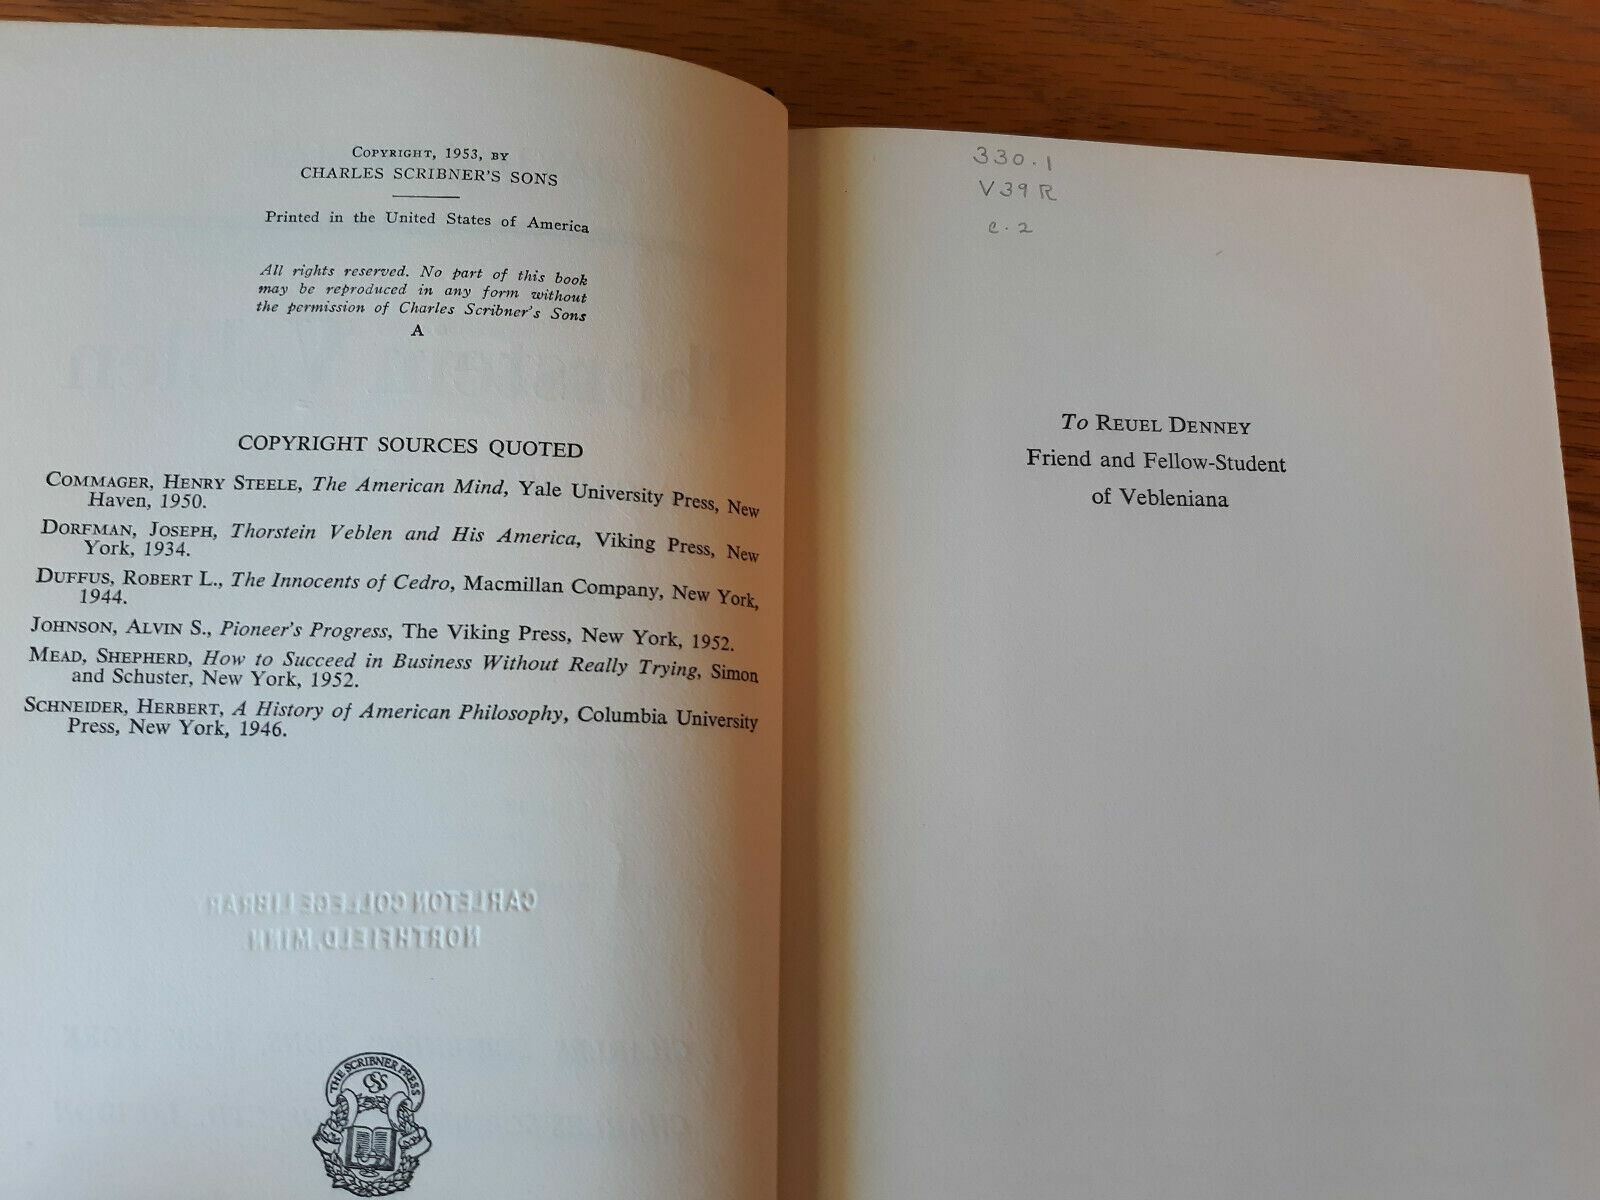 COPYRIGHT, 1953, BY
CHARLES SCRIBNER'S SONS
Printed in the United States of America
All rights reserved. No part of this book
may be reproduced in any form without
the permission of Charles Scribner's Sons
A
COPYRIGHT SOURCES QUOTED
COMMAGER, HENRY STEELE, The American Mind, Yale University Press, New
Haven, 1950.
DORFMAN, JOSEPH, Thorstein Veblen and His America, Viking Press, New
York, 1934.
DUFFUS, ROBERT L., The Innocents of Cedro, Macmillan Company, New York,
1944.
JOHNSON, ALVIN S., Pioneer's Progress, The Viking Press, New York, 1952.
MEAD, SHEPHERD, How to Succeed in Business Without Really Trying, Simon
and Schuster, New York, 1952.
SCHNEIDER, HERBERT, A History of American Philosophy, Columbia University
Press, New York, 1946.
CARLETON COLLEGE LIBRAR
NORTHFIELD, MINN
THE SCRIBNER PRESS
CSS
330.1
V39R
c.2
To REUEL DENNEY
Friend and Fellow-Student
of Vebleniana